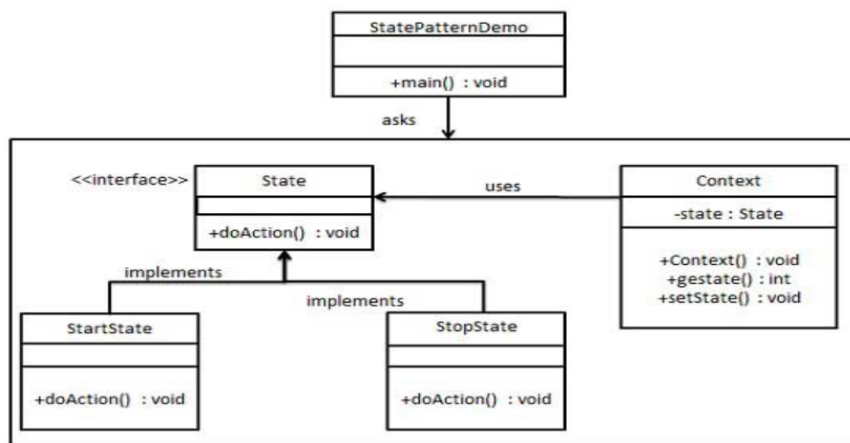 StatePatternDemo
+main() : void
asks
<<interface>>
State
+doAction() : void
uses
Context
-state : State
+Context() : void
+gestate() : int
+setState() : void
implements
implements
StartState
+doAction() : void
StopState
+doAction() : void